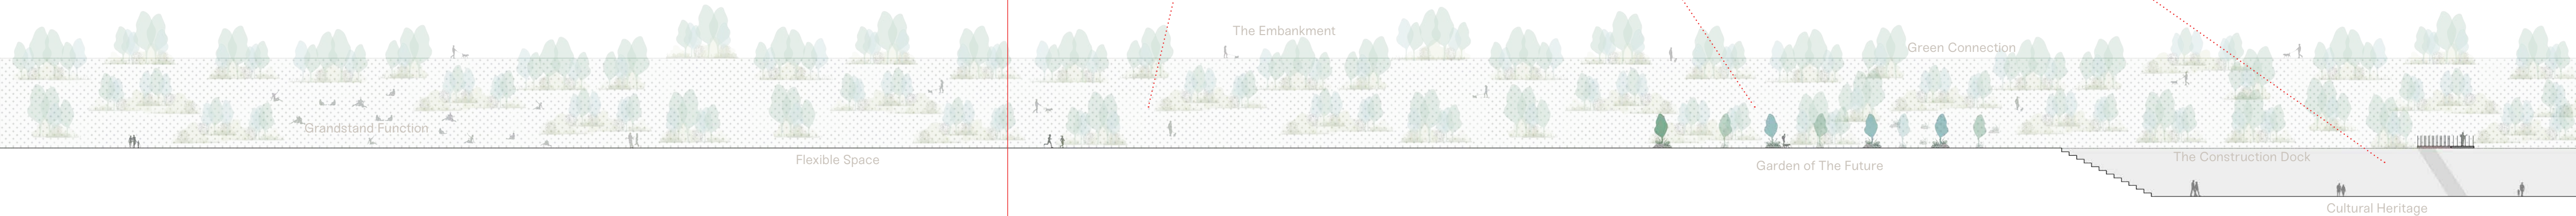 The Embankment
Green Connection
Grandstand Function
Flexible Space
Garden of The Future
The Construction Dock
Cultural Heritage